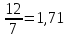 12/7 = 1,71